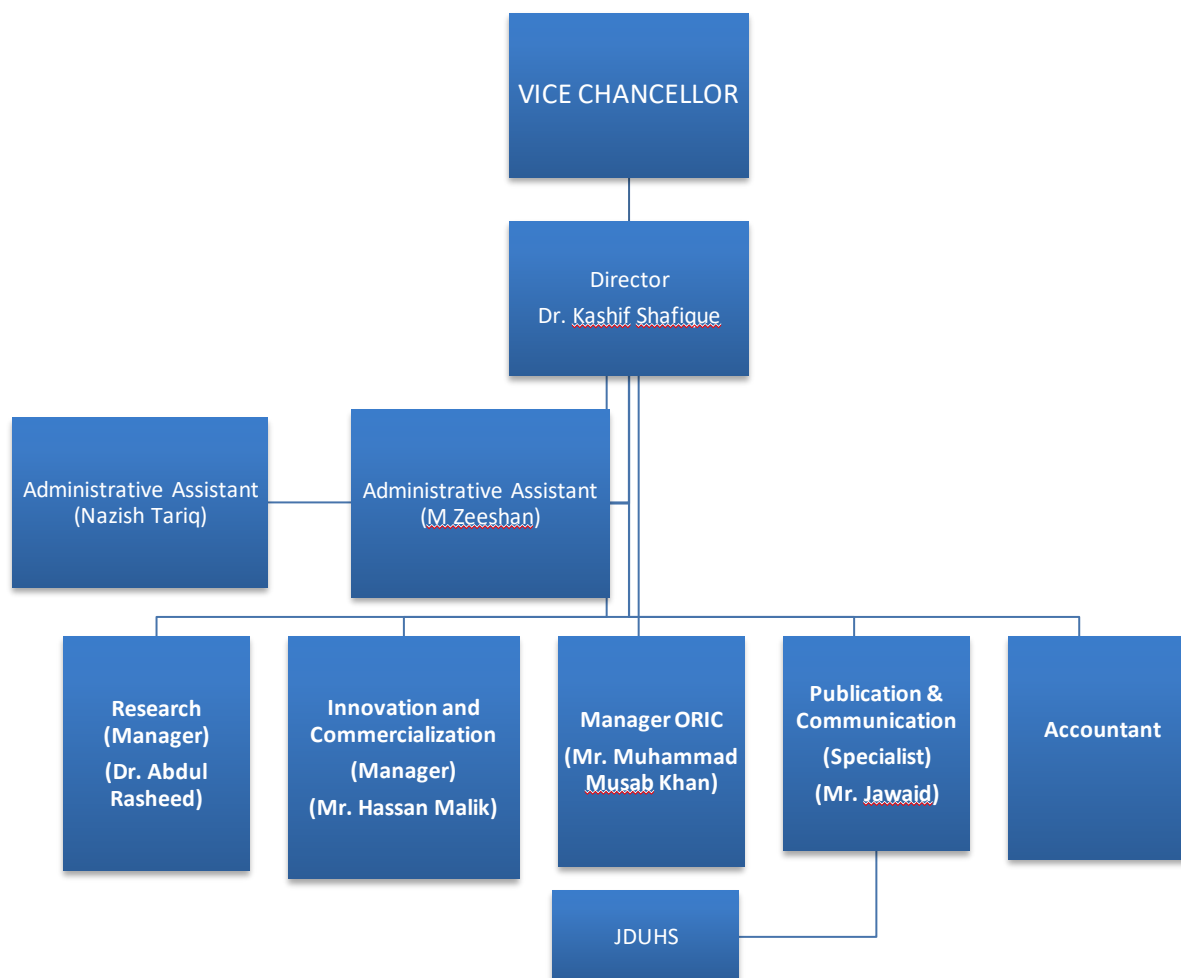 VICE CHANCELLOR
Director
Dr. Kashif Shafique
Administrative Assistant
(Nazish Tariq)
Administrative Assistant
(M Zeeshan)
Research
(Manager)
(Dr. Abdul
Rasheed)
Innovation and
Commercialization
(Manager)
(Mr. Hassan Malik)
Manager ORIC
(Mr. Muhammad
Musab Khan)
Publication &
Communication
(Specialist)
(Mr. Jawaid)
Accountant
JDUHS